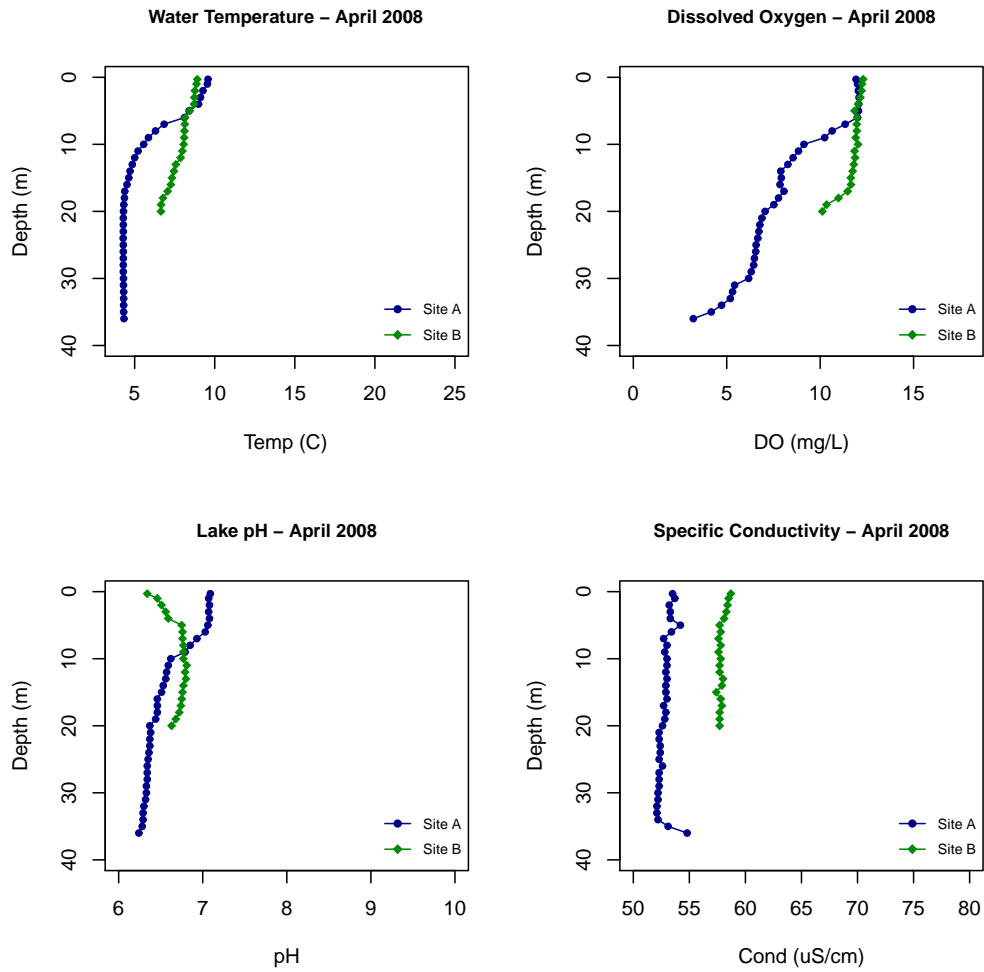 Water Temperature – April 2008
0
10
20
30
40
Depth (m)
5 10 15 20 25
Temp (C)
Site A
Site B
Dissolved Oxygen – April 2008
0
10
20
30
40
Depth (m)
0 5 10 15
DO (mg/L)
Site A
Site B
Lake pH – April 2008
0
10
20
30
40
Depth (m)
6 7 8 9 10
pH
Site A
Site B
Specific Conductivity – April 2008
0
10
20
30
40
Depth (m)
50 55 60 65 70 75 80
Cond (uS/cm)
Site A
Site B